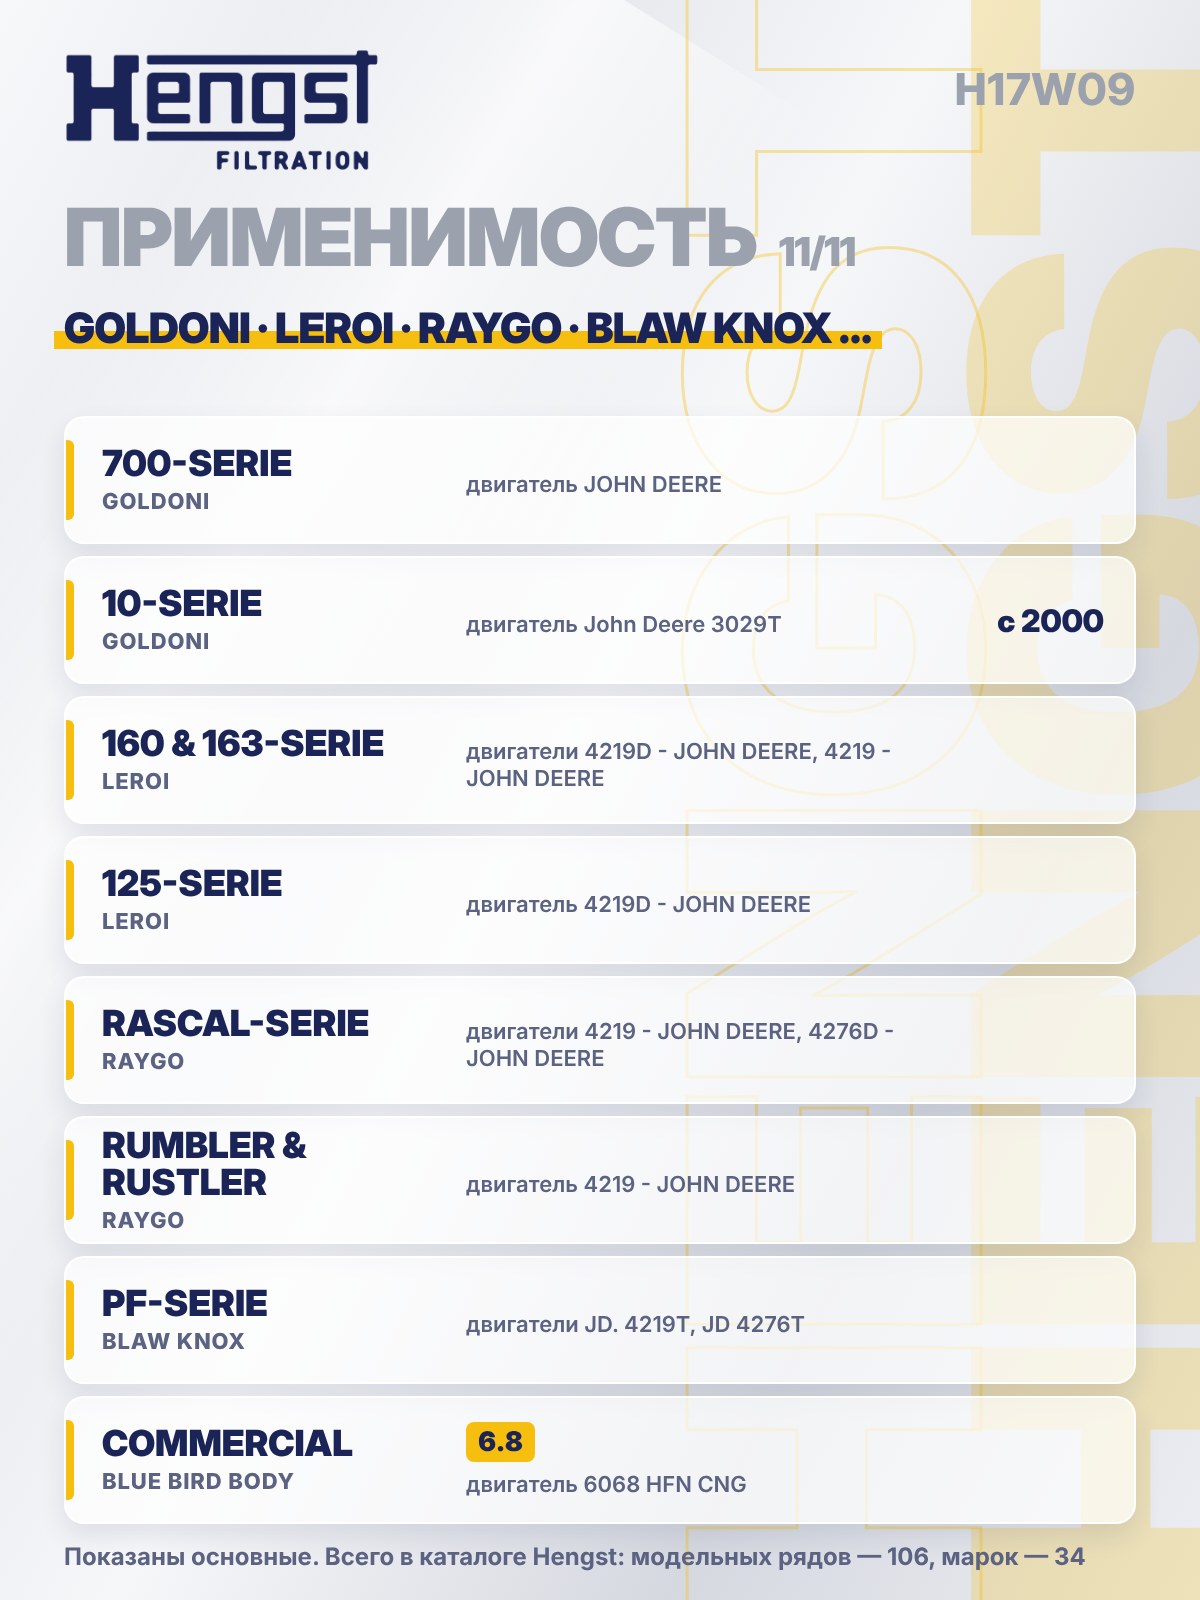 Hengst
FILTRATION
H17W09
ПРИМЕНИМОСТЬ 11/11
GOLDONI · LEROI · RAYGO · BLAW KNOX ...
700-SERIE
GOLDONI
двигатель JOHN DEERE
10-SERIE
GOLDONI
двигатель John Deere 3029T
с 2000
160 & 163-SERIE
LEROI
двигатели 4219D - JOHN DEERE, 4219 -
JOHN DEERE
125-SERIE
LEROI
двигатель 4219D - JOHN DEERE
RASCAL-SERIE
RAYGO
двигатели 4219 - JOHN DEERE, 4276D -
JOHN DEERE
RUMBLER &
RUSTLER
RAYGO
двигатель 4219 - JOHN DEERE
PF-SERIE
BLAW KNOX
двигатели JD. 4219T, JD 4276T
COMMERCIAL
BLUE BIRD BODY
6.8
двигатель 6068 HFN CNG
Показаны основные. Всего в каталоге Hengst: модельных рядов — 106, марок — 34
HENGST
HENGST